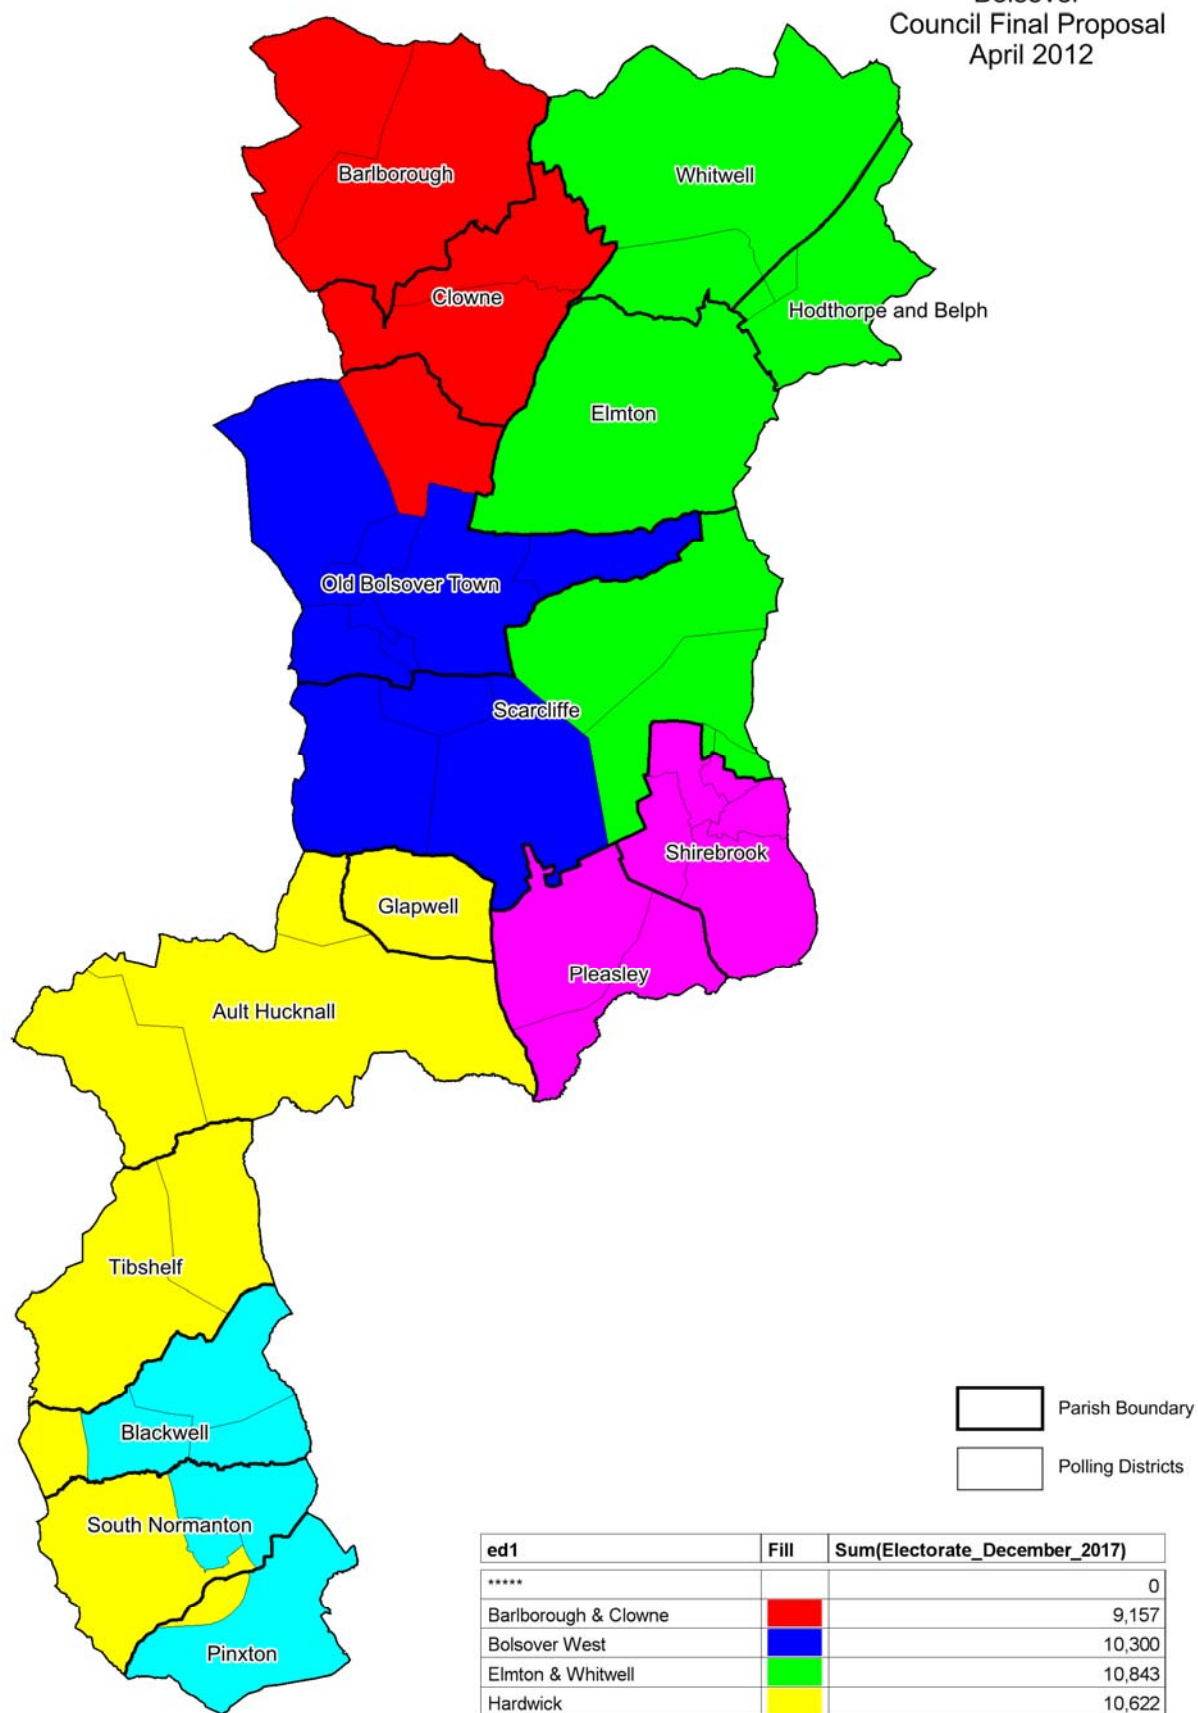 Council Final Proposal
April 2012
Barlborough
Whitwell
Clowne
Hodthorpe and Belph
Elmton
Old Bolsover Town
Scarcliffe
Shirebrook
Glapwell
Pleasley
Ault Hucknall
Tibshelf
Parish Boundary
Blackwell
Polling Districts
South Normanton
Pinxton
ed1 Fill Sum(Electorate_December_2017)
***** 0
Barlborough & Clowne 9,157
Bolsover West 10,300
Elmton & Whitwell 10,843
Hardwick 10,622